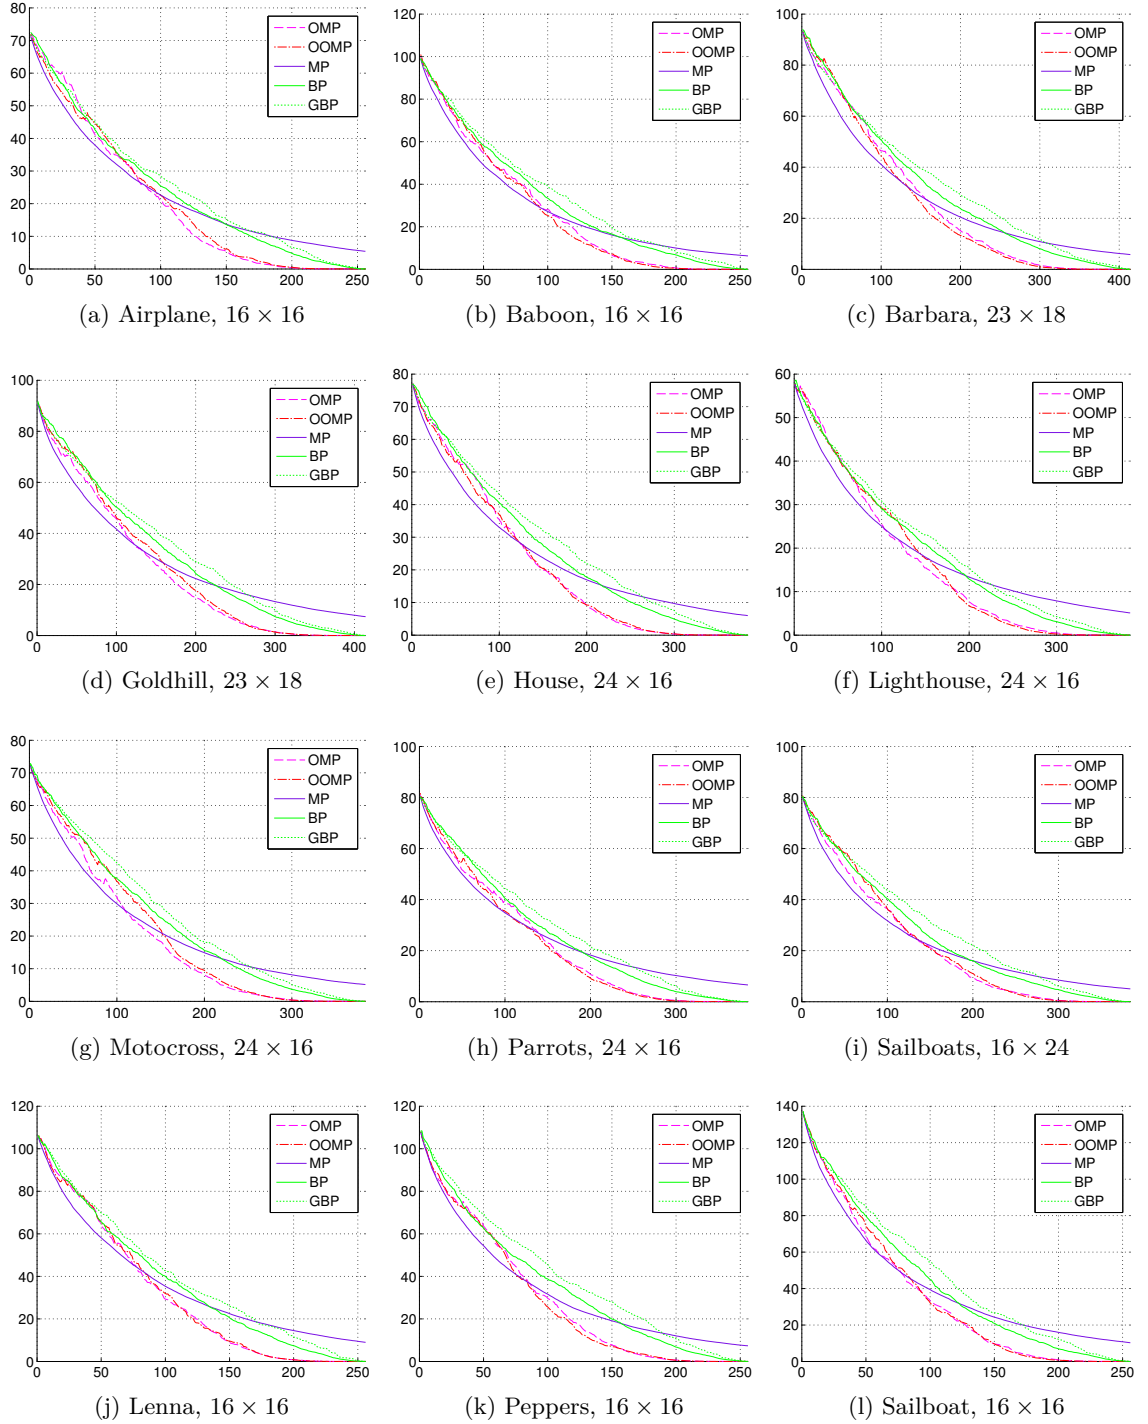 80
70
60
50
40
30
20
10
0
0 50 100 150 200 250
OMP
OOMP
MP
BP
GBP
(a) Airplane, 16 × 16
120
100
80
60
40
20
0
0 50 100 150 200 250
OMP
OOMP
MP
BP
GBP
(b) Baboon, 16 × 16
100
80
60
40
20
0
0 100 200 300 400
OMP
OOMP
MP
BP
GBP
(c) Barbara, 23 × 18
100
80
60
40
20
0
0 100 200 300 400
OMP
OOMP
MP
BP
GBP
(d) Goldhill, 23 × 18
80
70
60
50
40
30
20
10
0
0 100 200 300
OMP
OOMP
MP
BP
GBP
(e) House, 24 × 16
60
50
40
30
20
10
0
0 100 200 300
OMP
OOMP
MP
BP
GBP
(f) Lighthouse, 24 × 16
80
70
60
50
40
30
20
10
0
0 100 200 300
OMP
OOMP
MP
BP
GBP
(g) Motocross, 24 × 16
100
80
60
40
20
0
0 100 200 300
OMP
OOMP
MP
BP
GBP
(h) Parrots, 24 × 16
100
80
60
40
20
0
0 100 200 300
OMP
OOMP
MP
BP
GBP
(i) Sailboats, 16 × 24
120
100
80
60
40
20
0
0 50 100 150 200 250
OMP
OOMP
MP
BP
GBP
(j) Lenna, 16 × 16
120
100
80
60
40
20
0
0 50 100 150 200 250
OMP
OOMP
MP
BP
GBP
(k) Peppers, 16 × 16
140
120
100
80
60
40
20
0
0 50 100 150 200 250
OMP
OOMP
MP
BP
GBP
(l) Sailboat, 16 × 16